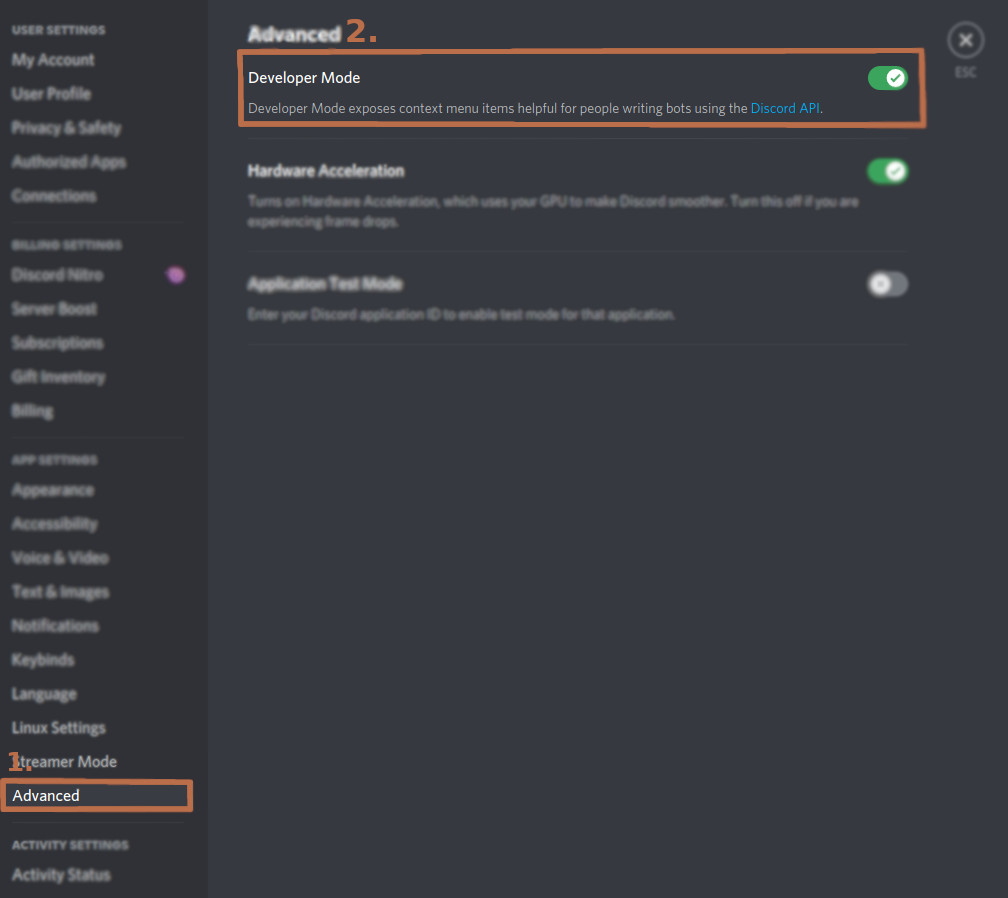 USER SETTINGS
My Account
User Profile
Privacy & Safety
Authorized Apps
Connections
BILLING SETTINGS
Discord Nitro
Server Boost
Subscriptions
Gift Inventory
Billing
APP SETTINGS
Appearance
Accessibility
Voice & Video
Text & Images
Notifications
Keybinds
Language
Linux Settings
1.
Streamer Mode
Advanced
ACTIVITY SETTINGS
Activity Status
Advanced 2.
Developer Mode
Developer Mode exposes context menu items helpful for people writing bots using the Discord API.
Hardware Acceleration
Turns on Hardware Acceleration, which uses your GPU to make Discord smoother. Turn this off if you are
experiencing frame drops.
Application Test Mode
Enter your Discord application ID to enable test mode for that application.
ESC